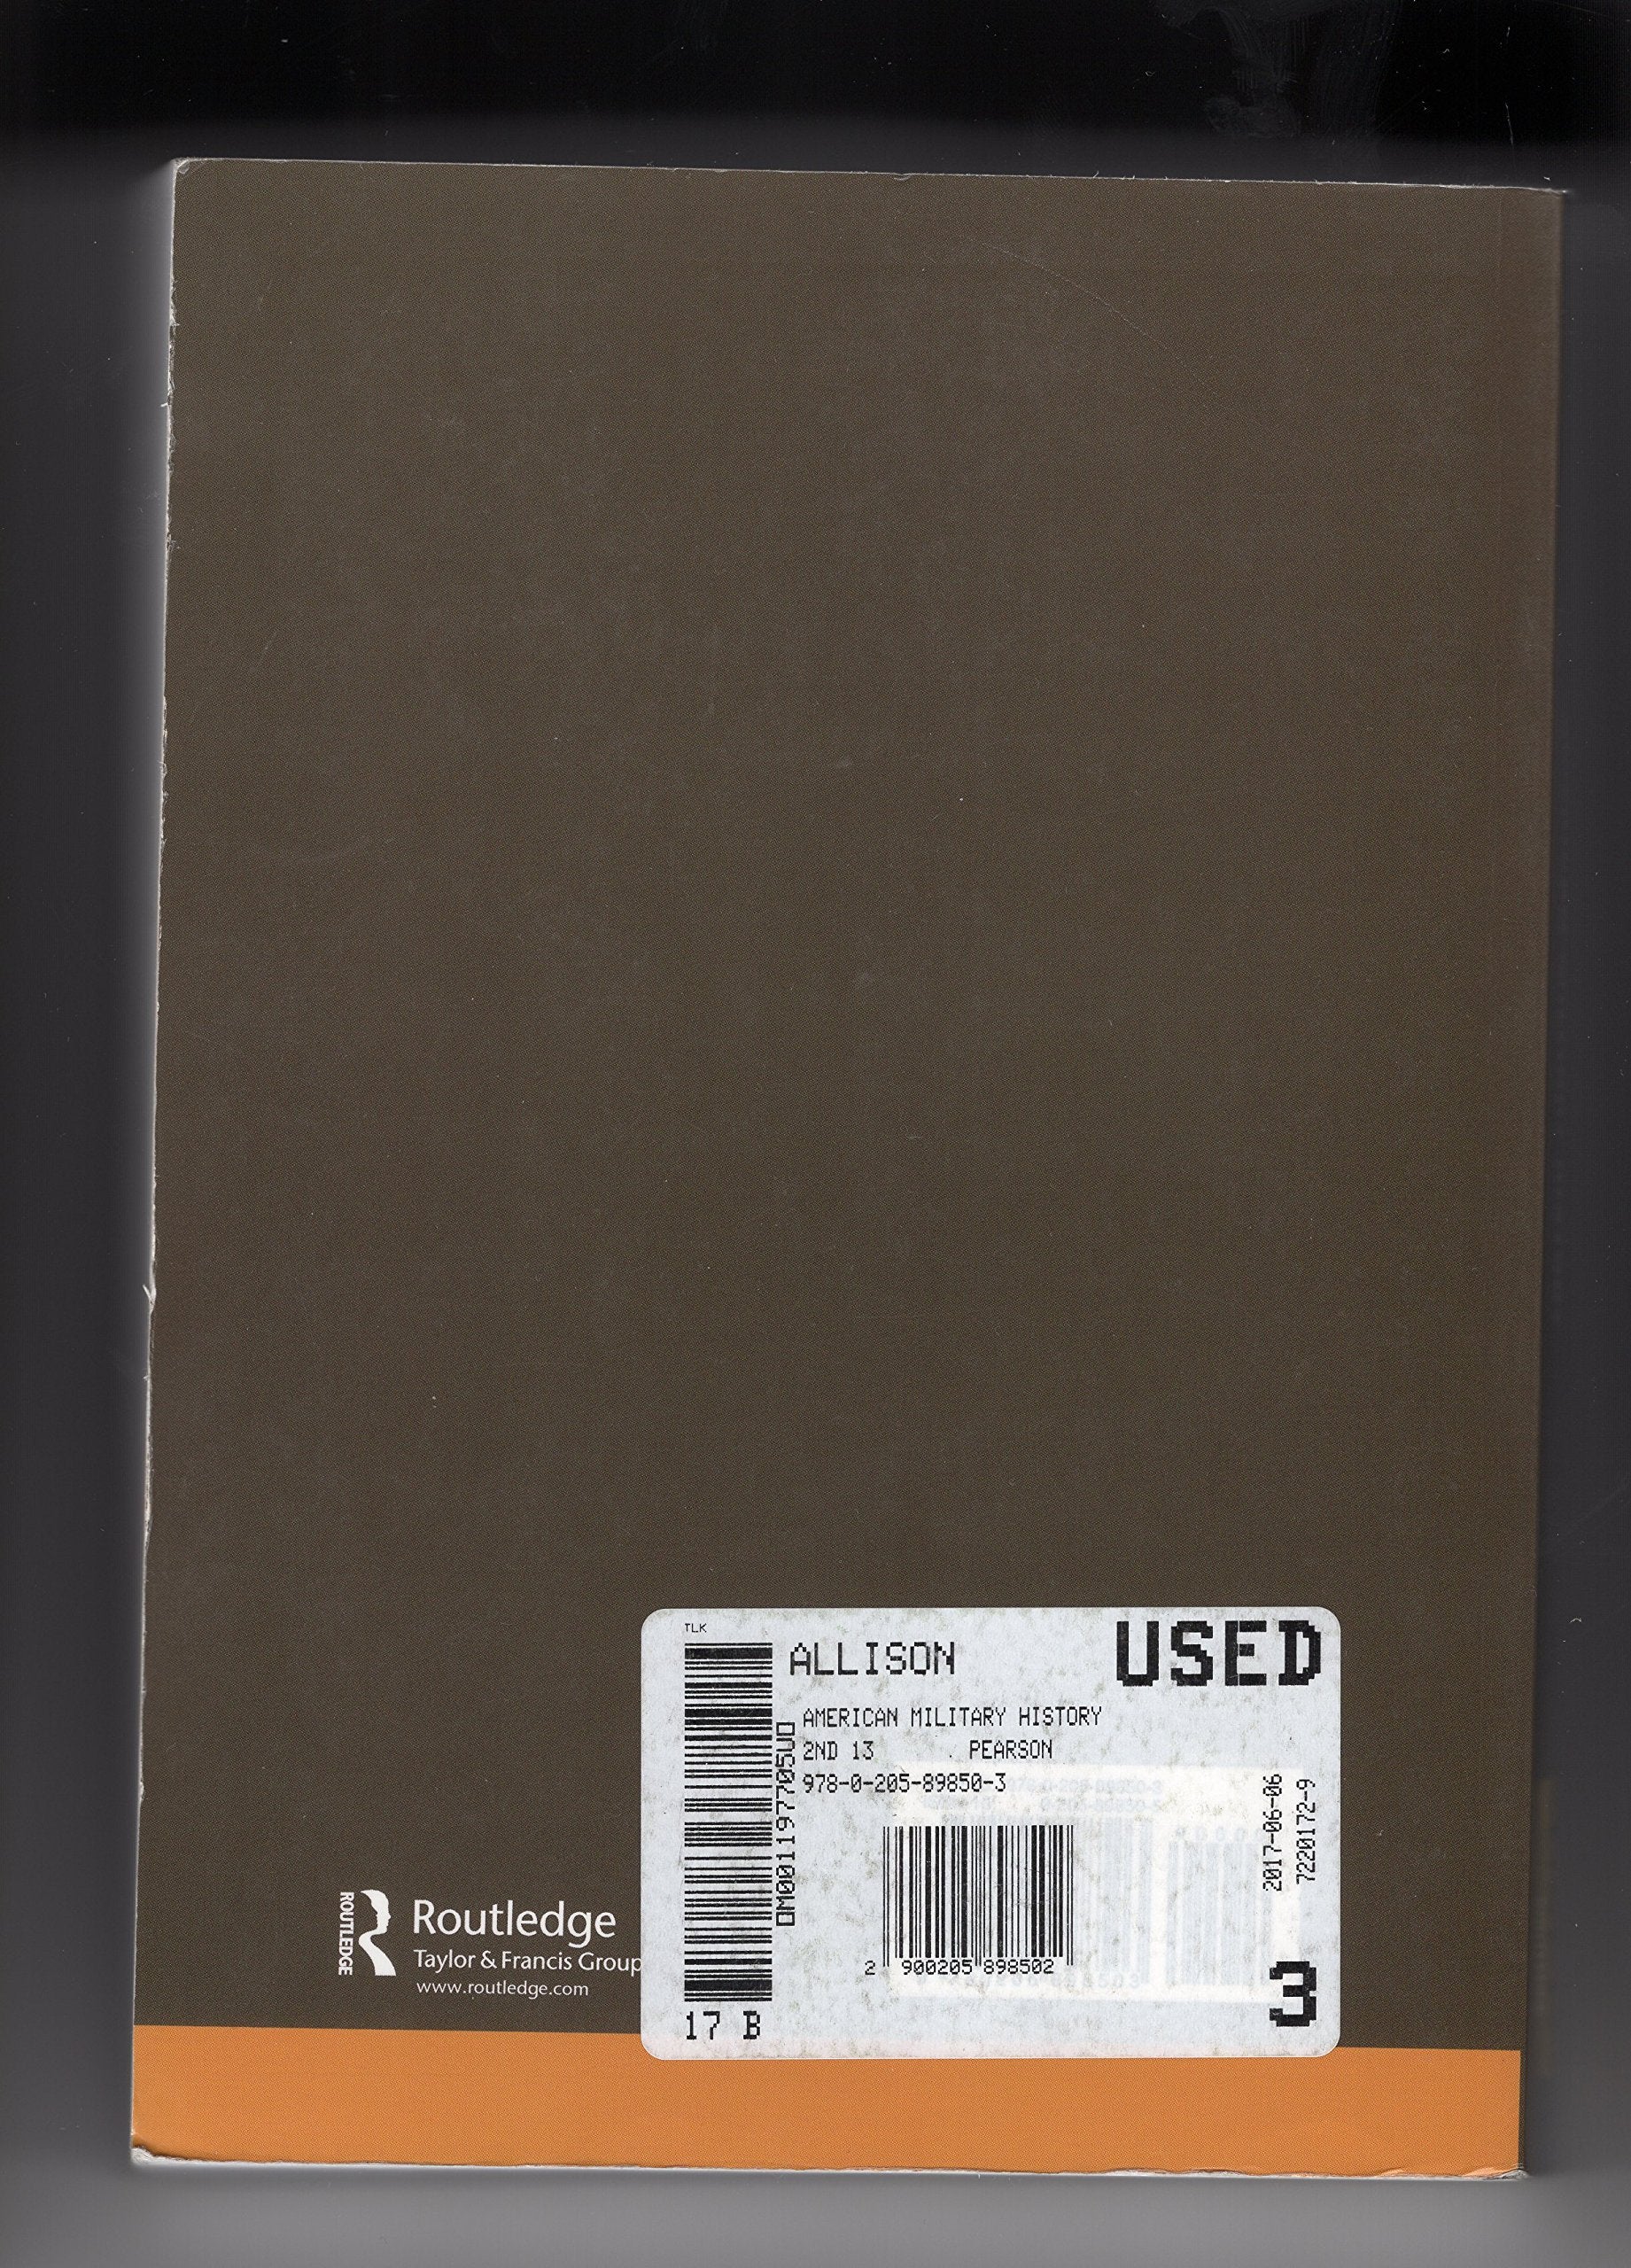 TLK
ALLISON
USED
AMERICAN MILITARY HISTORY
2ND 13 . PEARSON
978-0-205-89850-3
0M001197705U0
2017-06-06
7220172-9
2 900205 898502
3
17 B
ROUTLEDGE
Routledge
Taylor & Francis Group
www.routledge.com